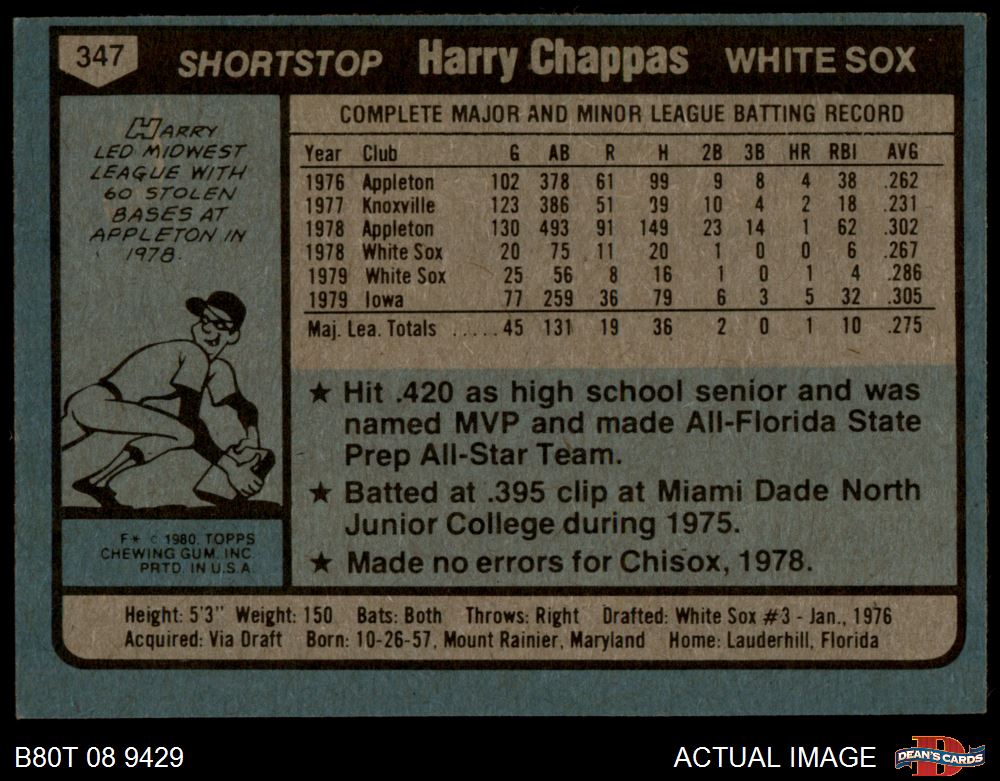 347 SHORTSTOP Harry Chappas WHITE SOX
HARRY
LED MIDWEST
LEAGUE WITH
60 STOLEN
BASES AT
APPLETON IN
1978.
F✶ © 1980. TOPPS
CHEWING GUM. INC.
PRTD. IN U.S.A.
COMPLETE MAJOR AND MINOR LEAGUE BATTING RECORD
Year Club G AB R H 2B 3B HR RBI AVG
1976 Appleton 102 378 61 99 9 8 4 38 .262
1977 Knoxville 123 386 51 39 10 4 2 18 .231
1978 Appleton 130 493 91 149 23 14 1 62 .302
1978 White Sox 20 75 11 20 1 0 0 6 .267
1979 White Sox 25 56 8 16 1 0 1 4 .286
1979 Iowa 77 259 36 79 6 3 5 32 .305
Maj. Lea. Totals .....45 131 19 36 2 0 1 10 .275
★ Hit .420 as high school senior and was
named MVP and made All-Florida State
Prep All-Star Team.
★ Batted at .395 clip at Miami Dade North
Junior College during 1975.
★ Made no errors for Chisox, 1978.
Height: 5'3" Weight: 150 Bats: Both Throws: Right Drafted: White Sox #3 - Jan., 1976
Acquired: Via Draft Born: 10-26-57, Mount Rainier, Maryland Home: Lauderhill, Florida
B80T 08 9429 ACTUAL IMAGE D DEAN'S CARDS